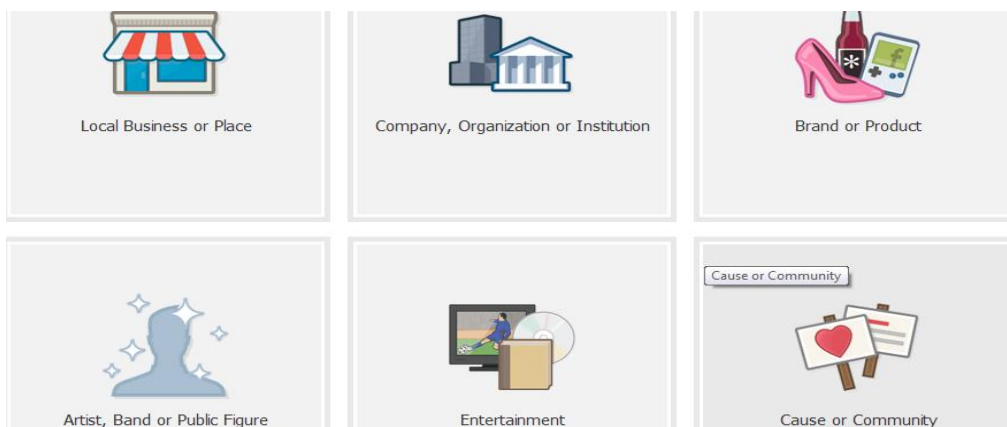 Local Business or Place
Company, Organization or Institution
Brand or Product
Cause or Community
Artist, Band or Public Figure
Entertainment
Cause or Community